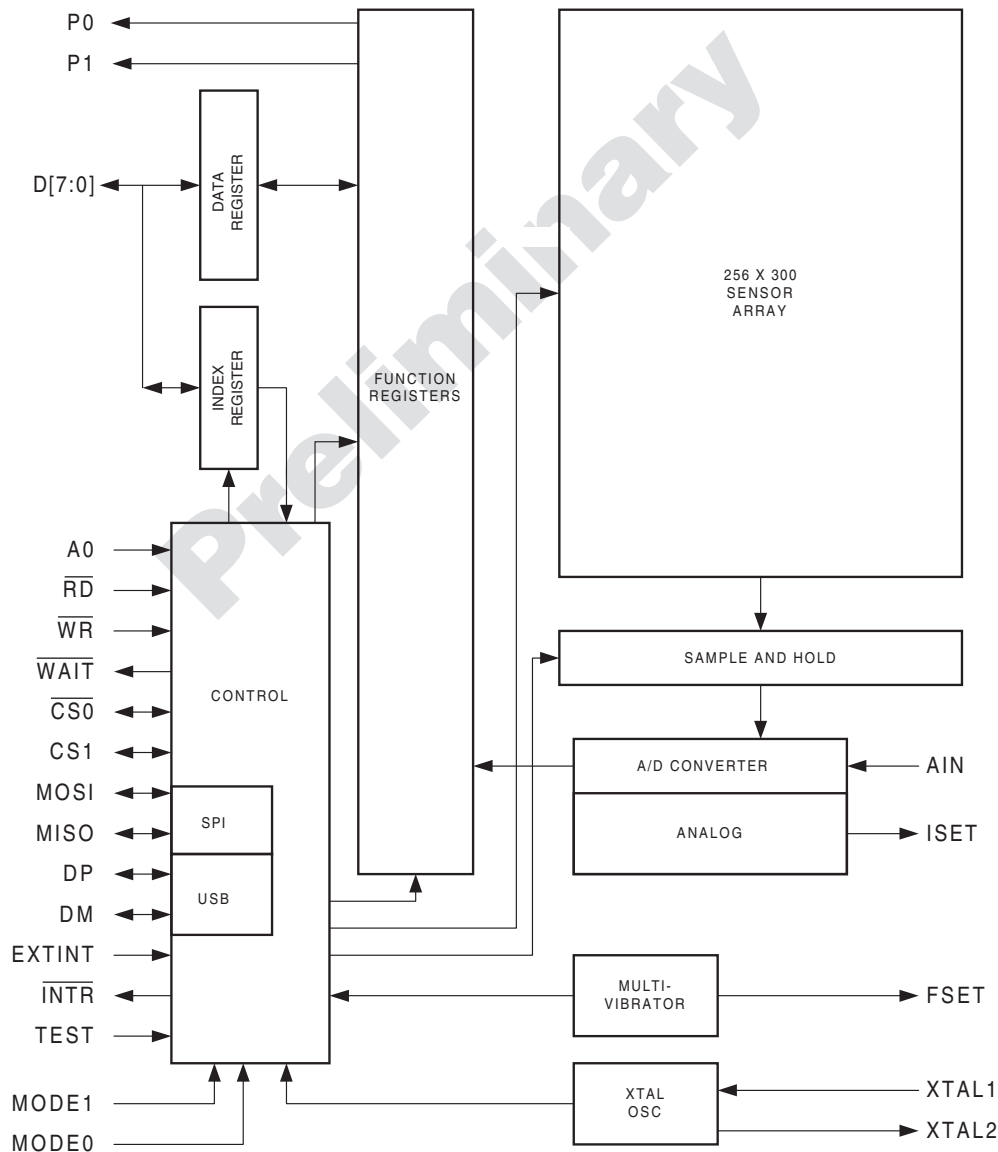 P0
P1
D[7:0]
DATA
REGISTER
INDEX
REGISTER
FUNCTION
REGISTERS
256 X 300
SENSOR
ARRAY
Preliminary
A0
RD
WR
WAIT
CS0
CS1
MOSI
MISO
DP
DM
EXTINT
INTR
TEST
MODE1
MODE0
CONTROL
SPI
USB
SAMPLE AND HOLD
A/D CONVERTER
ANALOG
AIN
ISET
MULTI-
VIBRATOR
FSET
XTAL
OSC
XTAL1
XTAL2